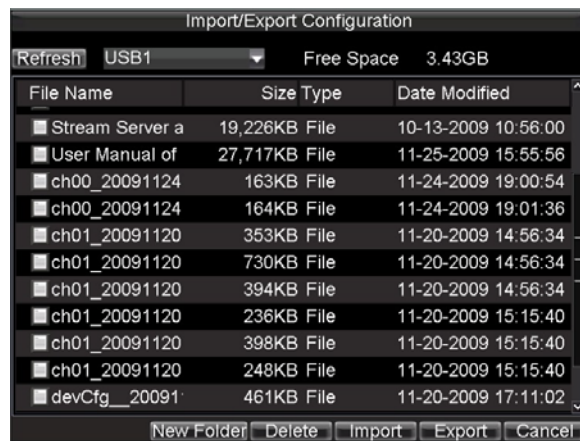 Import/Export Configuration
Refresh USB1 Free Space 3.43GB
File Name Size Type Date Modified
Stream Server a 19,226KB File 10-13-2009 10:56:00
User Manual of 27,717KB File 11-25-2009 15:55:56
ch00_20091124 163KB File 11-24-2009 19:00:54
ch00_20091124 164KB File 11-24-2009 19:01:36
ch01_20091120 353KB File 11-20-2009 14:56:34
ch01_20091120 730KB File 11-20-2009 14:56:34
ch01_20091120 394KB File 11-20-2009 14:56:34
ch01_20091120 236KB File 11-20-2009 15:15:40
ch01_20091120 398KB File 11-20-2009 15:15:40
ch01_20091120 248KB File 11-20-2009 15:15:40
devCfg__20091 461KB File 11-20-2009 17:11:02
New Folder Delete Import Export Cancel